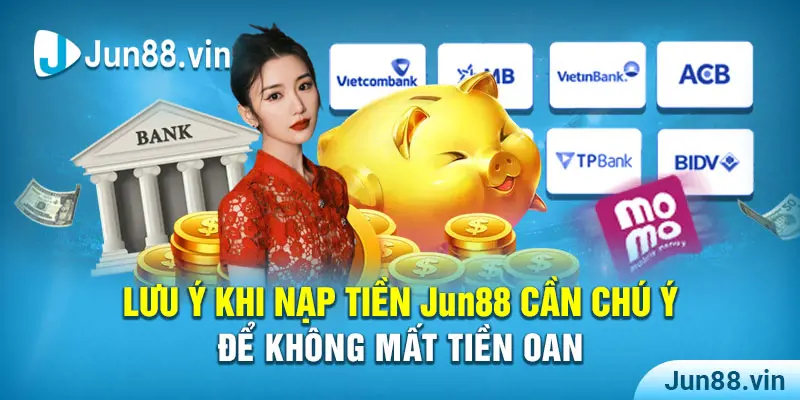 Jun88.vin
Vietcombank
MB
VietinBank
ACB
BANK
TPBank
BIDV
mo
mo
LƯU Ý KHI NẠP TIỀN Jun88 CẦN CHÚ Ý
ĐỂ KHÔNG MẤT TIỀN OAN
Jun88.vin